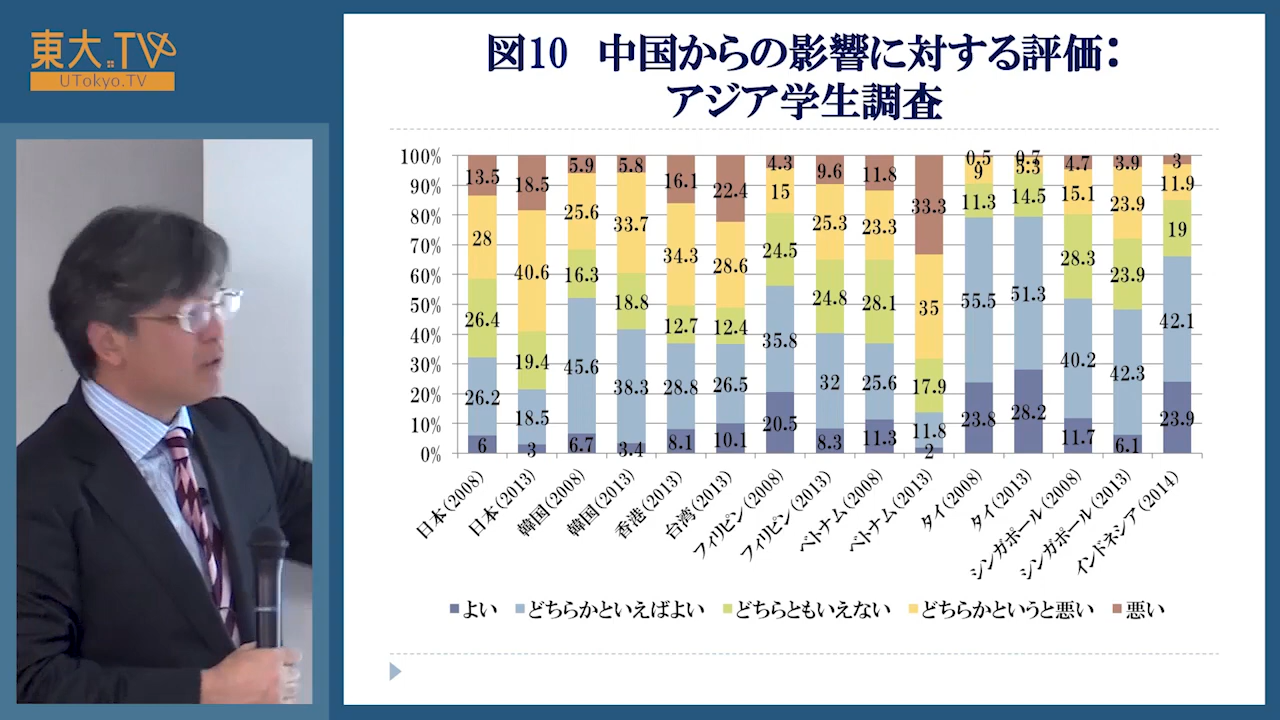 東大.TV
UTokyo.TV
図10 中国からの影響に対する評価：
アジア学生調査
100%
90%
80%
70%
60%
50%
40%
30%
20%
10%
0%
13.5 28 26.4 26.2 6
18.5 40.6 19.4 18.5 3
5.9 25.6 16.3 45.6 6.7
5.8 33.7 18.8 38.3 3.4
16.1 34.3 12.7 28.8 8.1
22.4 28.6 12.4 26.5 10.1
4.3 15 24.5 35.8 20.5
9.6 25.3 24.8 32 8.3
11.8 23.3 28.1 25.6 11.3
33.3 35 17.9 11.8 2
0.5 9 11.3 55.5 23.8
0.7 5.3 14.5 51.3 28.2
4.7 15.1 28.3 40.2 11.7
3.9 23.9 23.9 42.3 6.1
3 11.9 19 42.1 23.9
日本（2008）
日本（2013）
韓国（2008）
韓国（2013）
香港（2013）
台湾（2013）
フィリピン（2008）
フィリピン（2013）
ベトナム（2008）
ベトナム（2013）
タイ（2008）
タイ（2013）
シンガポール（2008）
シンガポール（2013）
インドネシア（2014）
よい どちらかといえばよい どちらともいえない どちらかというと悪い 悪い